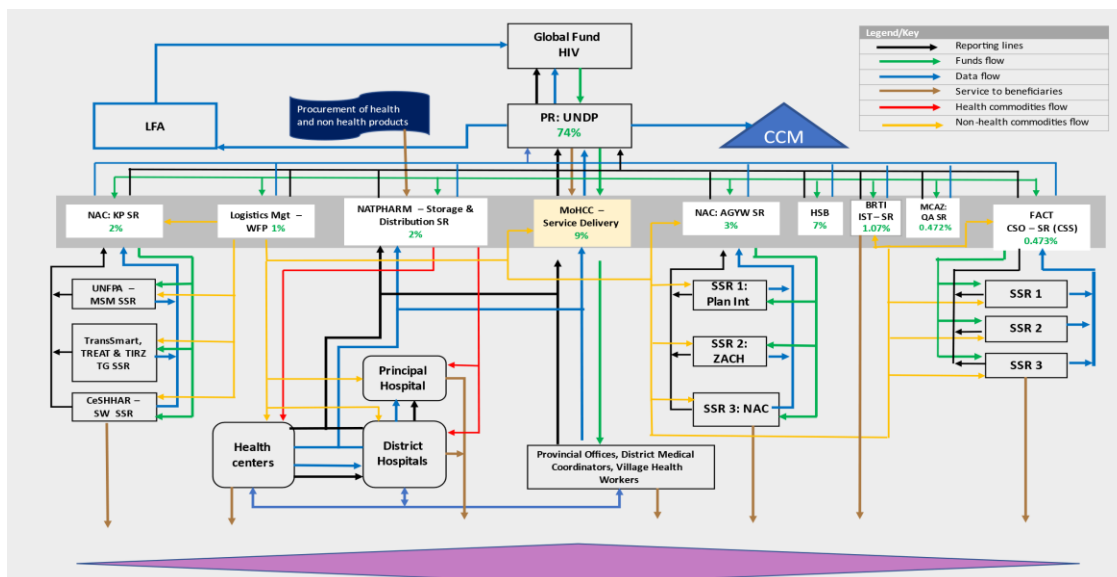 Global Fund
HIV
Legend/Key
Reporting lines
Funds flow
Data flow
Service to beneficiaries
Health commodities flow
Non-health commodities flow
LFA
Procurement of health
and non health products
PR: UNDP
74%
CCM
NAC: KP SR
2%
Logistics Mgt –
WFP 1%
NATPHARM – Storage &
Distribution SR
2%
MoHCC –
Service Delivery
9%
NAC: AGYW SR
3%
HSB
7%
BRTI
IST – SR
1.07%
MCAZ:
QA SR
0.472%
FACT
CSO – SR (CSS)
0.473%
UNFPA –
MSM SSR
TransSmart,
TREAT & TIRZ
TG SSR
CeSHHAR –
SW SSR
Principal
Hospital
Health
centers
District
Hospitals
Provincial Offices, District Medical
Coordinators, Village Health
Workers
SSR 1:
Plan Int
SSR 2:
ZACH
SSR 3: NAC
SSR 1
SSR 2
SSR 3